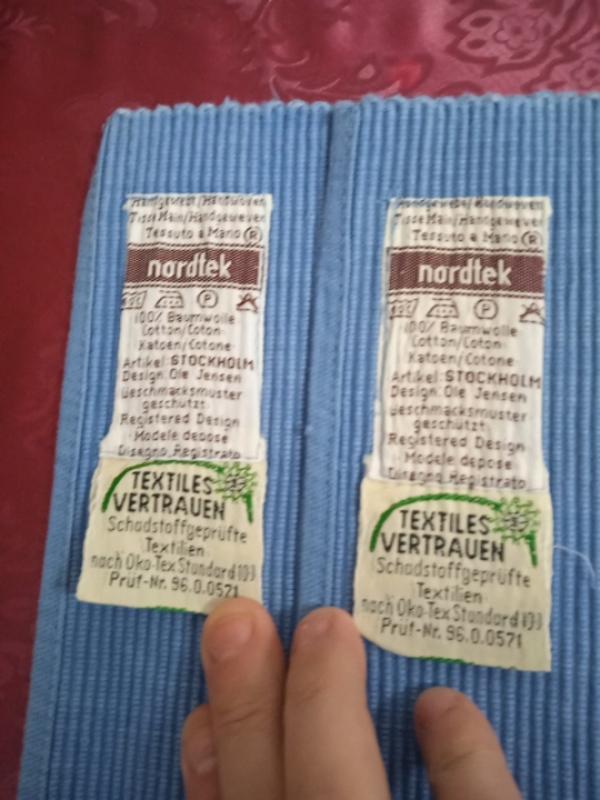 Handgewebt/Handwoven
Tissé Main/Handgeweven
Tessuto a Mano ®
nordtek
100% Baumwolle
Cotton/Coton
Katoen/Cotone
Artikel: STOCKHOLM
Design: Ole Jensen
Geschmacksmuster
geschützt
Registered Design
Modele depose
Disegno Registrato
TEXTILES
VERTRAUEN
Schadstoffgeprüfte
Textilien
nach Öko-Tex Standard 100
Prüf-Nr. 96.0.0571
Handgewebt/Handwoven
Tissé Main/Handgeweven
Tessuto a Mano ®
nordtek
100% Baumwolle
Cotton/Coton
Katoen/Cotone
Artikel: STOCKHOLM
Design: Ole Jensen
Geschmacksmuster
geschützt
Registered Design
Modele depose
Disegno Registrato
TEXTILES
VERTRAUEN
Schadstoffgeprüfte
Textilien
nach Öko-Tex Standard 100
Prüf-Nr. 96.0.0571